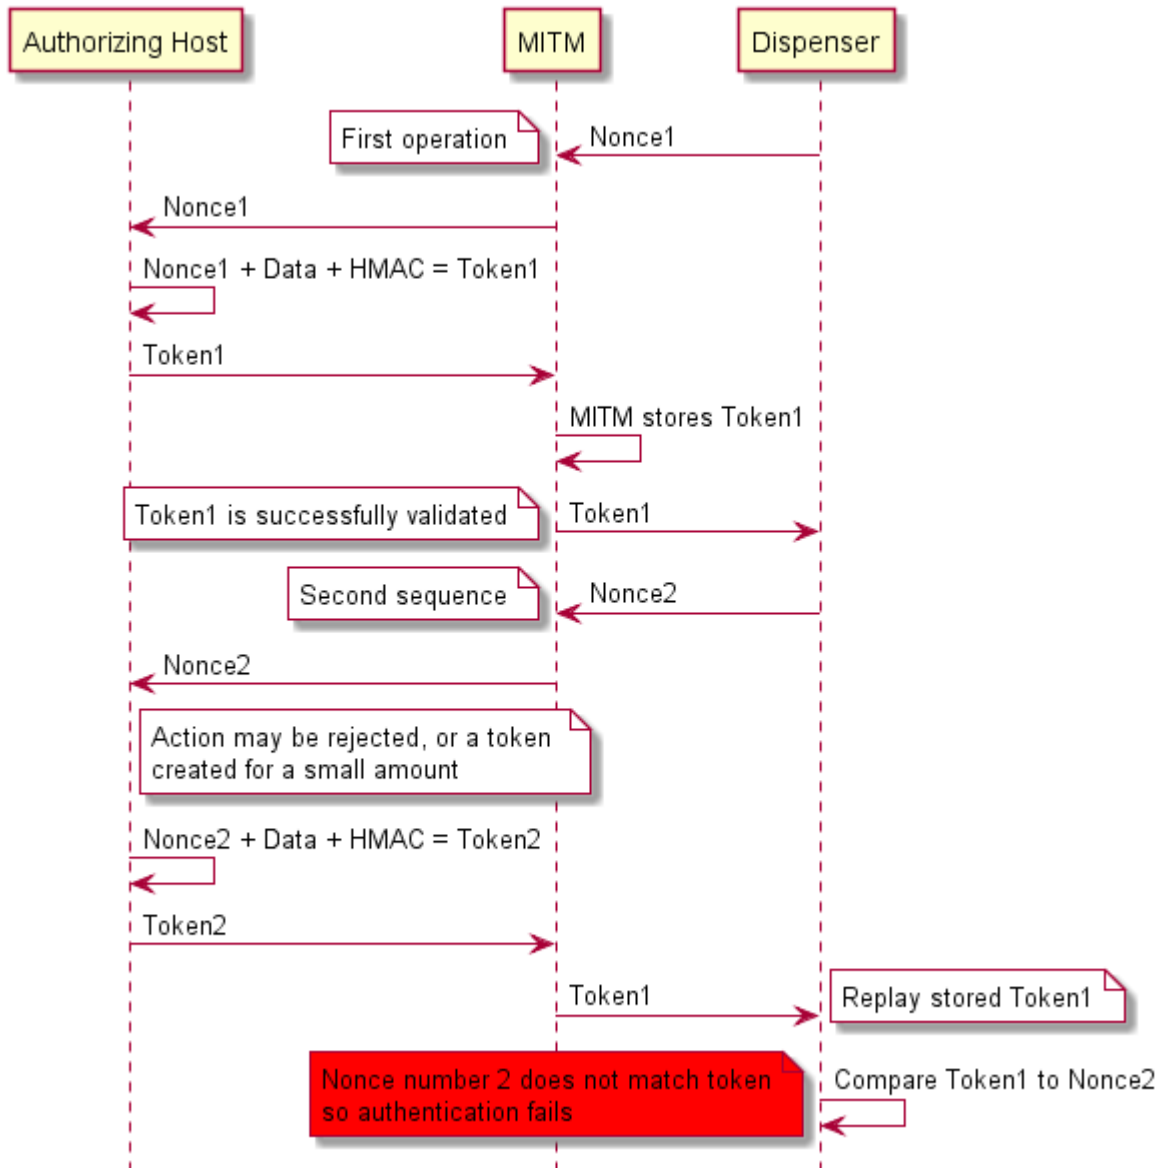 Authorizing Host
MITM
Dispenser
First operation
Nonce1
Nonce1
Nonce1 + Data + HMAC = Token1
Token1
MITM stores Token1
Token1 is successfully validated
Token1
Second sequence
Nonce2
Nonce2
Action may be rejected, or a token
created for a small amount
Nonce2 + Data + HMAC = Token2
Token2
Token1
Replay stored Token1
Nonce number 2 does not match token
so authentication fails
Compare Token1 to Nonce2